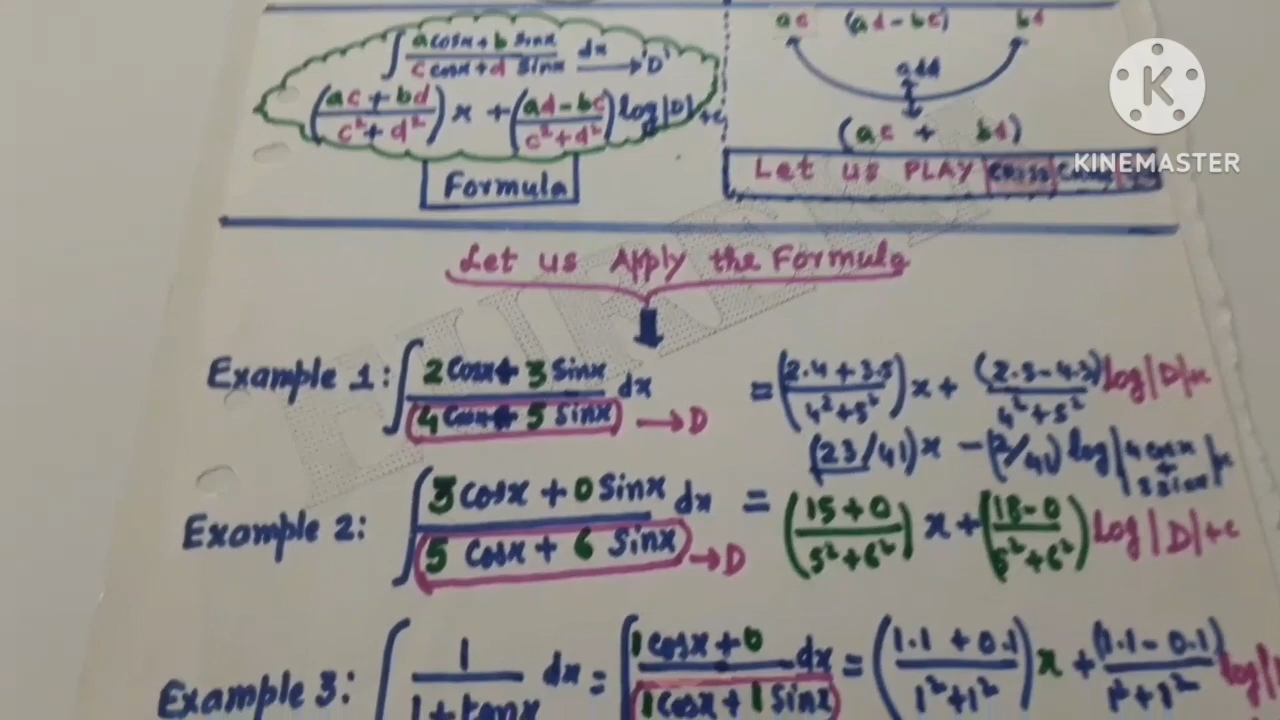 ∫ (a cosx + b sinx)/(c cosx + d sinx) dx → 'D'
((ac + bd)/(c² + d²)) x + ((ad - bc)/(c² + d²)) log|D| + c
Formula
ac (ad - bc) bd
add
(ac + bd)
Let us PLAY
K
KINEMASTER
Let us Apply the Formula
Example 1: ∫ (2 Cosx + 3 Sinx)/(4 Cosx + 5 Sinx) dx → D = ((2.4 + 3.5)/(4² + 5²)) x + ((2.5 - 4.3)/(4² + 5²)) log|D|+c
(23/41)x - (2/41) log|4 cosx + 5 sinx|+c
Example 2: ∫ (3 Cosx + 0 Sinx)/(5 Cosx + 6 Sinx) dx → D = ((15 + 0)/(5² + 6²)) x + ((18 - 0)/(5² + 6²)) Log|D|+c
Example 3: ∫ 1/(1 + tanx) dx = ∫ (1 cosx + 0)/(1 cosx + 1 sinx) dx = ((1.1 + 0.1)/(1² + 1²)) x + ((1.1 - 0.1)/(1² + 1²)) log|